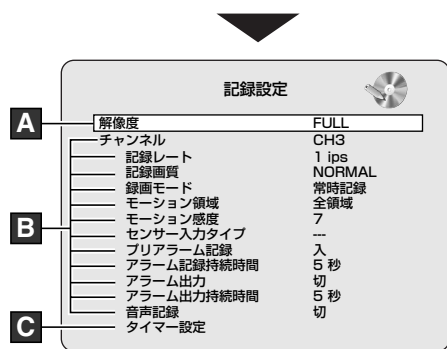 記録設定
A 解像度 FULL
チャンネル CH3
記録レート 1 ips
記録画質 NORMAL
録画モード 常時記録
モーション領域 全領域
モーション感度 7
B センサー入力タイプ ---
プリアラーム記録 入
アラーム記録持続時間 5 秒
アラーム出力 切
アラーム出力持続時間 5 秒
音声記録 切
C タイマー設定